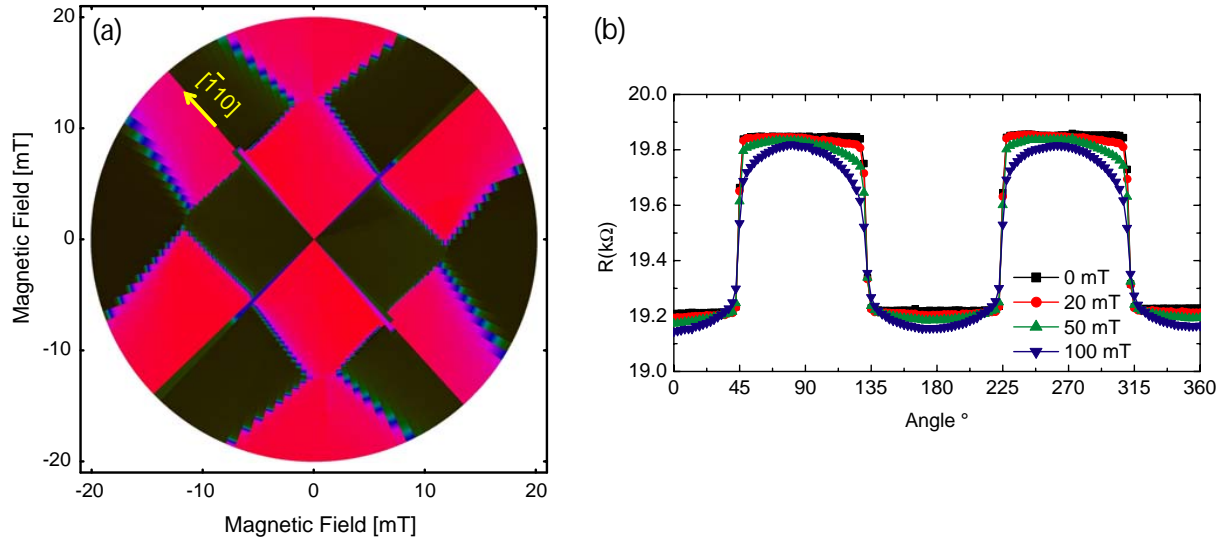 (a)
20
10
0
-10
-20
Magnetic Field [mT]
[1̄10]
-20 -10 0 10 20
Magnetic Field [mT]
(b)
20.0
19.8
19.6
19.4
19.2
19.0
R(kΩ)
0 mT
20 mT
50 mT
100 mT
0 45 90 135 180 225 270 315 360
Angle °